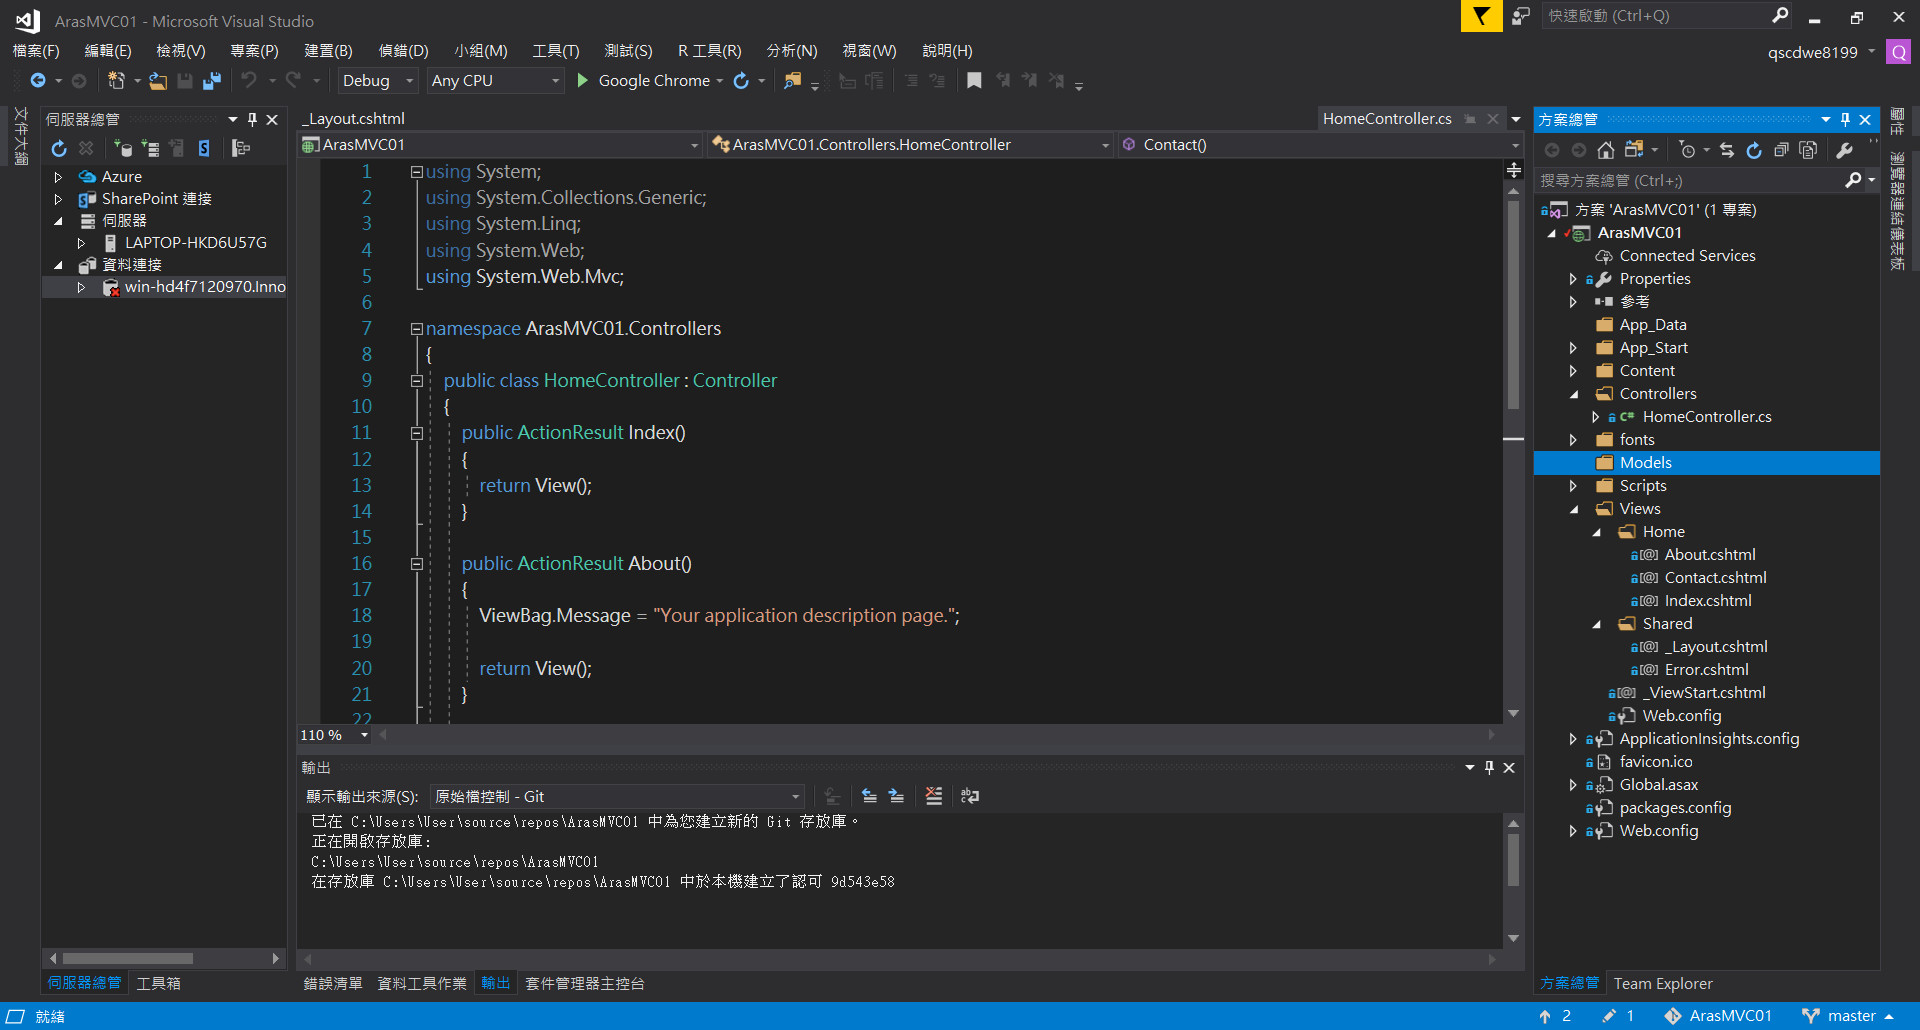 ArasMVC01 - Microsoft Visual Studio
快速啟動 (Ctrl+Q)
檔案(F) 編輯(E) 檢視(V) 專案(P) 建置(B) 偵錯(D) 小組(M) 工具(T) 測試(S) R 工具(R) 分析(N) 視窗(W) 說明(H)
qscdwe8199
Q
Debug Any CPU Google Chrome
文件大綱
伺服器總管
Azure
SharePoint 連接
伺服器
LAPTOP-HKD6U57G
資料連接
win-hd4f7120970.Inno
伺服器總管 工具箱
_Layout.cshtml
HomeController.cs
ArasMVC01
ArasMVC01.Controllers.HomeController
Contact()
1 using System;
2 using System.Collections.Generic;
3 using System.Linq;
4 using System.Web;
5 using System.Web.Mvc;
6
7 namespace ArasMVC01.Controllers
8 {
9 public class HomeController : Controller
10 {
11 public ActionResult Index()
12 {
13 return View();
14 }
15
16 public ActionResult About()
17 {
18 ViewBag.Message = "Your application description page.";
19
20 return View();
21 }
22
110 %
輸出
顯示輸出來源(S): 原始檔控制 - Git
已在 C:\Users\User\source\repos\ArasMVC01 中為您建立新的 Git 存放庫。
正在開啟存放庫:
C:\Users\User\source\repos\ArasMVC01
在存放庫 C:\Users\User\source\repos\ArasMVC01 中於本機建立了認可 9d543e58
錯誤清單 資料工具作業 輸出 套件管理器主控台
方案總管
搜尋方案總管 (Ctrl+;)
方案 'ArasMVC01' (1 專案)
ArasMVC01
Connected Services
Properties
參考
App_Data
App_Start
Content
Controllers
C# HomeController.cs
fonts
Models
Scripts
Views
Home
[@] About.cshtml
[@] Contact.cshtml
[@] Index.cshtml
Shared
[@] _Layout.cshtml
[@] Error.cshtml
[@] _ViewStart.cshtml
Web.config
ApplicationInsights.config
favicon.ico
Global.asax
packages.config
Web.config
方案總管 Team Explorer
屬性
瀏覽器連結儀表板
就緒
2 1 ArasMVC01 master